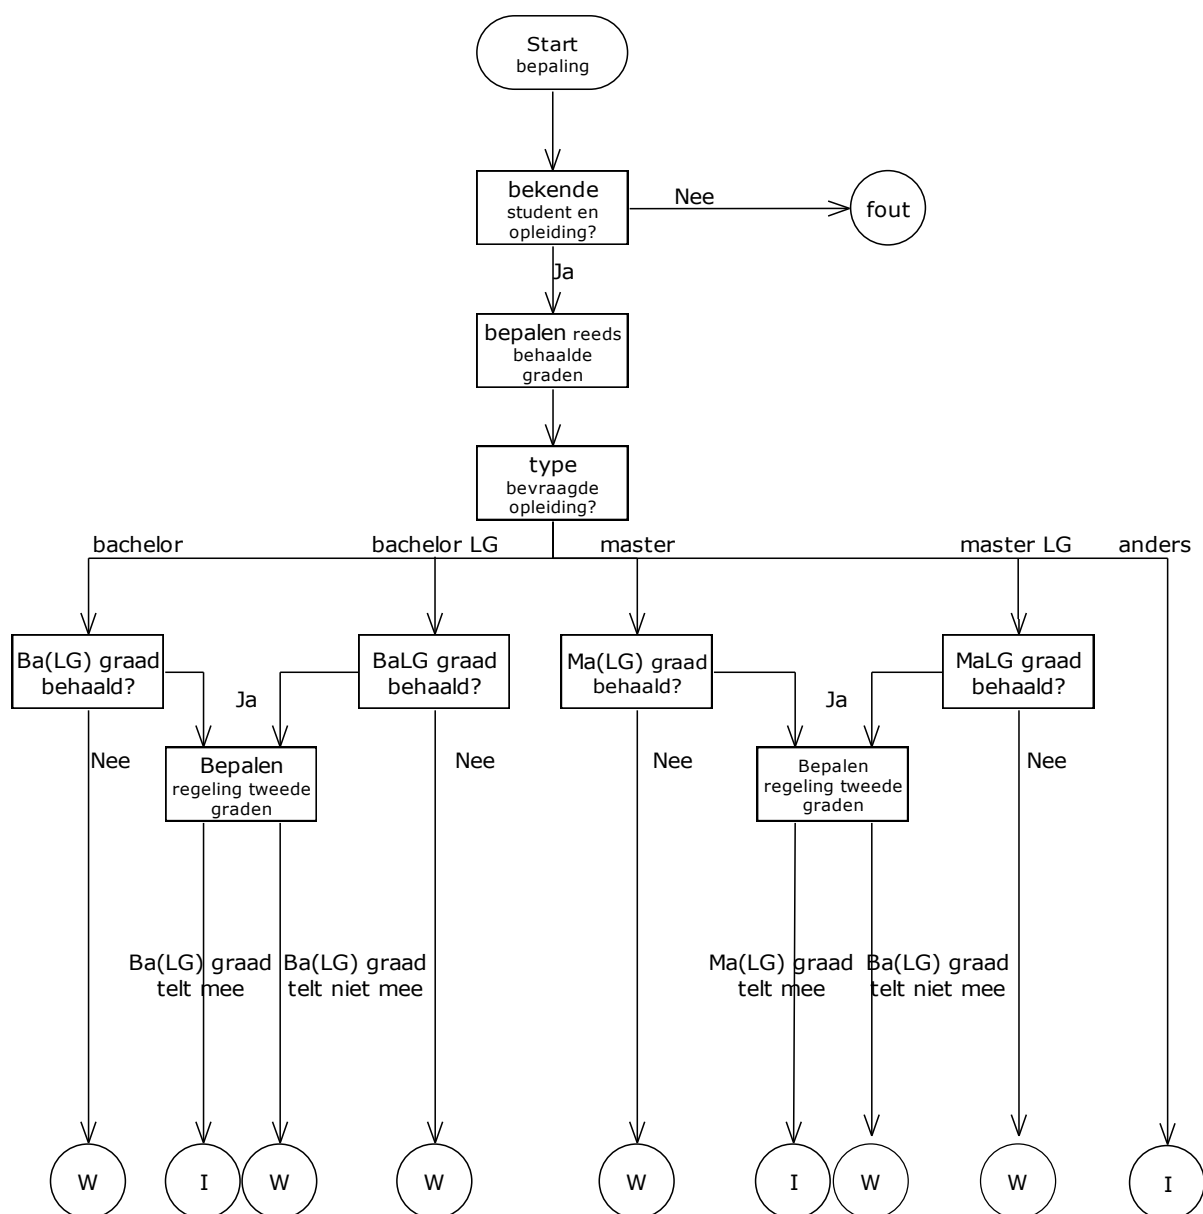 Start
bepaling
bekende
student en
opleiding?
Nee
fout
Ja
bepalen reeds
behaalde
graden
type
bevraagde
opleiding?
bachelor
bachelor LG
master
master LG
anders
Ba(LG) graad
behaald?
BaLG graad
behaald?
Ma(LG) graad
behaald?
MaLG graad
behaald?
Ja
Ja
Nee
Bepalen
regeling tweede
graden
Nee
Nee
Bepalen
regeling tweede
graden
Nee
Ba(LG) graad
telt mee
Ba(LG) graad
telt niet mee
Ma(LG) graad
telt mee
Ba(LG) graad
telt niet mee
W
I
W
W
W
I
W
W
I